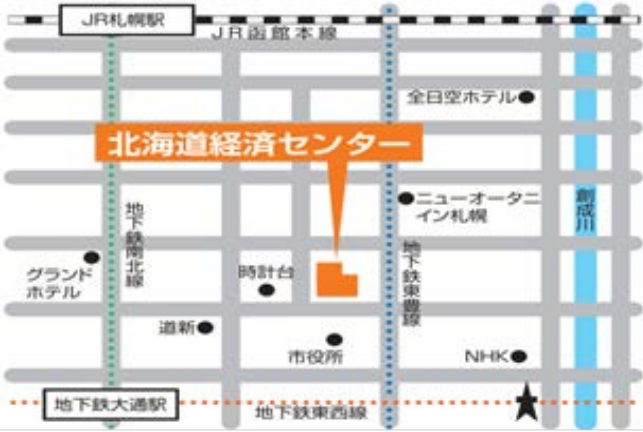 JR札幌駅
JR函館本線
全日空ホテル
北海道経済センター
ニューオータニ
イン札幌
創成川
地下鉄南北線
地下鉄東豊線
グランド
ホテル
時計台
道新
市役所
NHK
地下鉄大通駅
地下鉄東西線